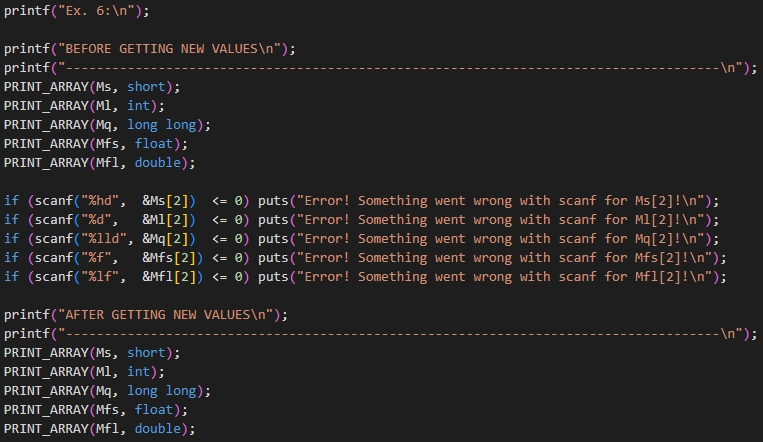 printf("Ex. 6:\n");
printf("BEFORE GETTING NEW VALUES\n");
printf("-------------------------------------------------------------------------------------\n");
PRINT_ARRAY(Ms, short);
PRINT_ARRAY(Ml, int);
PRINT_ARRAY(Mq, long long);
PRINT_ARRAY(Mfs, float);
PRINT_ARRAY(Mfl, double);
if (scanf("%hd",  &Ms[2])  <= 0) puts("Error! Something went wrong with scanf for Ms[2]!\n");
if (scanf("%d",   &Ml[2])  <= 0) puts("Error! Something went wrong with scanf for Ml[2]!\n");
if (scanf("%lld", &Mq[2])  <= 0) puts("Error! Something went wrong with scanf for Mq[2]!\n");
if (scanf("%f",   &Mfs[2]) <= 0) puts("Error! Something went wrong with scanf for Mfs[2]!\n");
if (scanf("%lf",  &Mfl[2]) <= 0) puts("Error! Something went wrong with scanf for Mfl[2]!\n");
printf("AFTER GETTING NEW VALUES\n");
printf("-------------------------------------------------------------------------------------\n");
PRINT_ARRAY(Ms, short);
PRINT_ARRAY(Ml, int);
PRINT_ARRAY(Mq, long long);
PRINT_ARRAY(Mfs, float);
PRINT_ARRAY(Mfl, double);